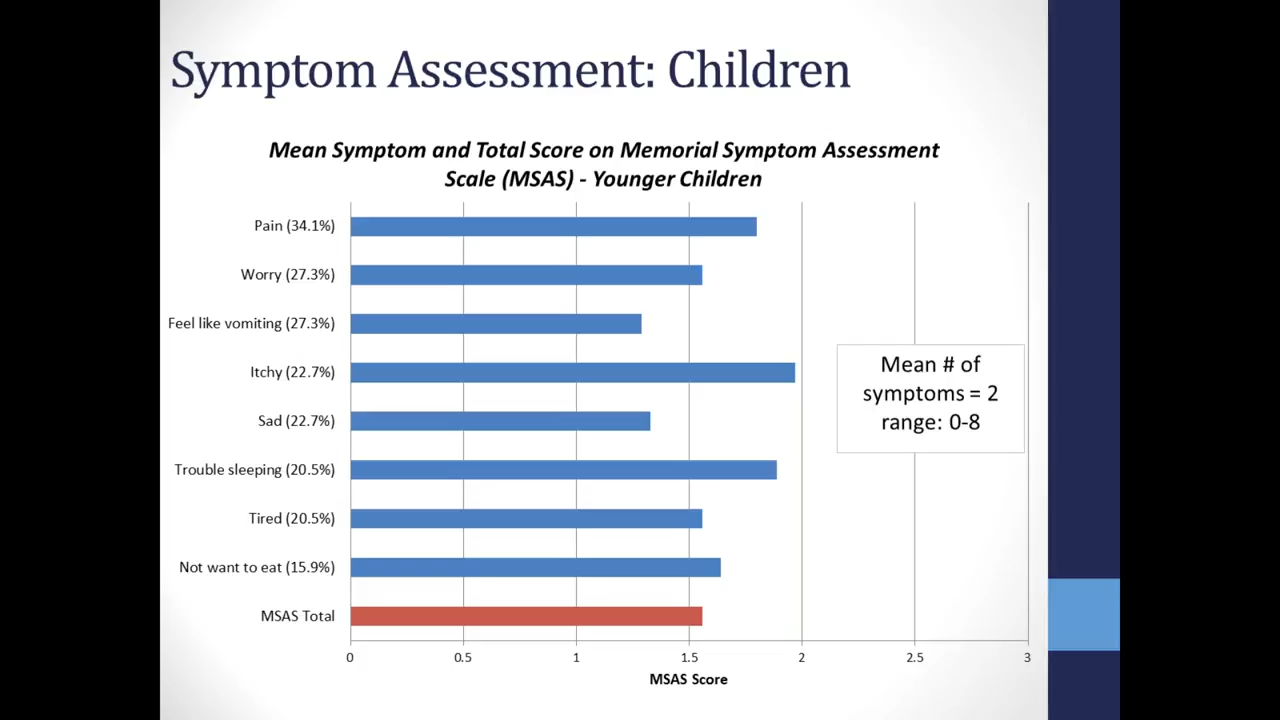 Symptom Assessment: Children
Mean Symptom and Total Score on Memorial Symptom Assessment
Scale (MSAS) - Younger Children
Pain (34.1%)
Worry (27.3%)
Feel like vomiting (27.3%)
Itchy (22.7%)
Sad (22.7%)
Trouble sleeping (20.5%)
Tired (20.5%)
Not want to eat (15.9%)
MSAS Total
Mean # of
symptoms = 2
range: 0-8
0 0.5 1 1.5 2 2.5 3
MSAS Score